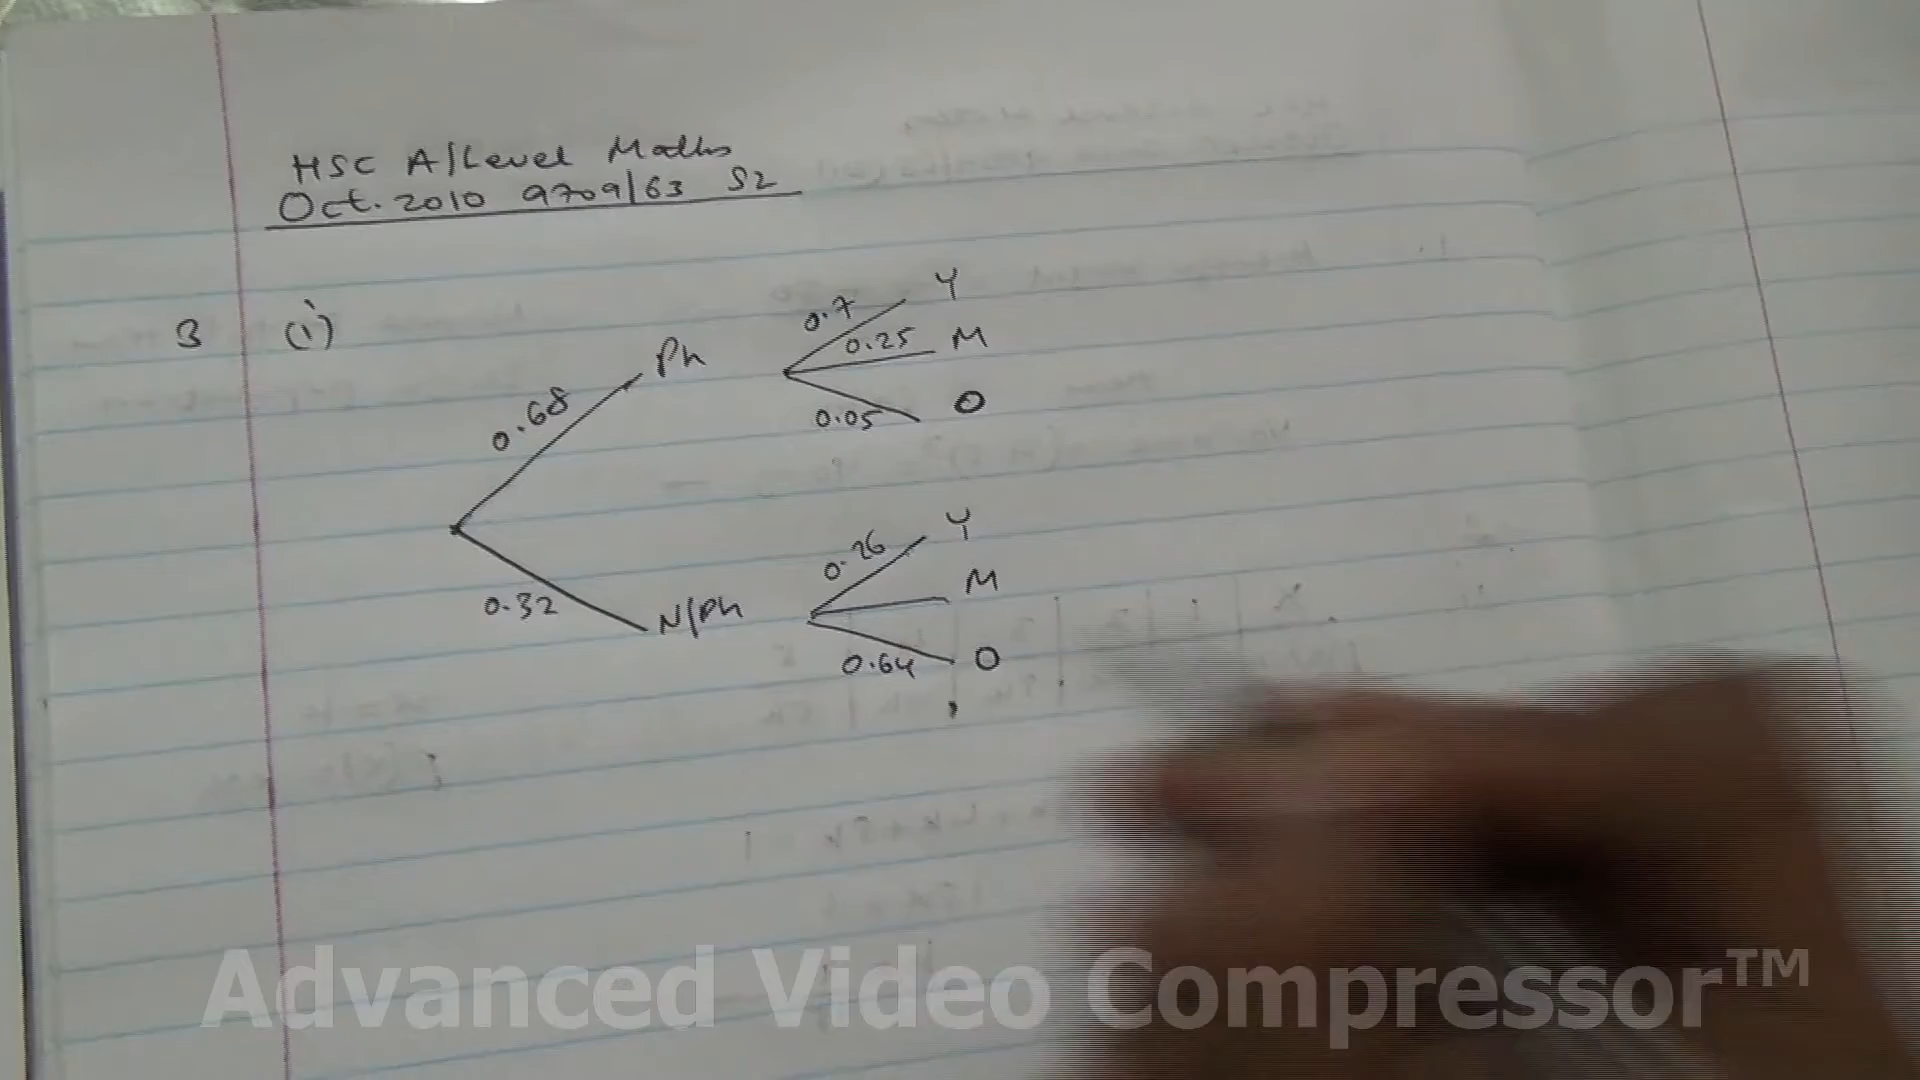 HSC A/Level Maths
Oct. 2010 9709/63 S2
3 (i)
0.68
Ph
0.7
Y
0.25
M
0.05
O
0.32
N/Ph
0.26
Y
M
0.64
O
Advanced Video Compressor™